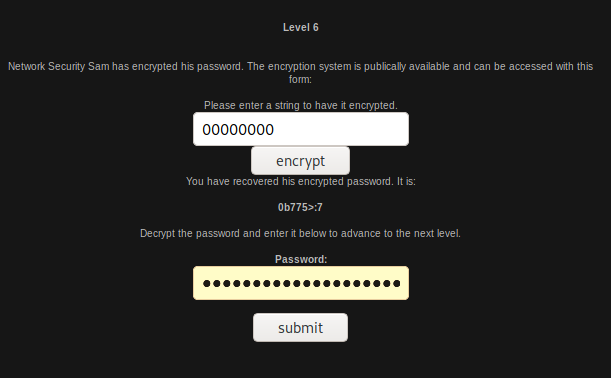 Level 6
Network Security Sam has encrypted his password. The encryption system is publically available and can be accessed with this
form:
Please enter a string to have it encrypted.
00000000
encrypt
You have recovered his encrypted password. It is:
0b775>:7
Decrypt the password and enter it below to advance to the next level.
Password:
••••••••••••••••••••
submit